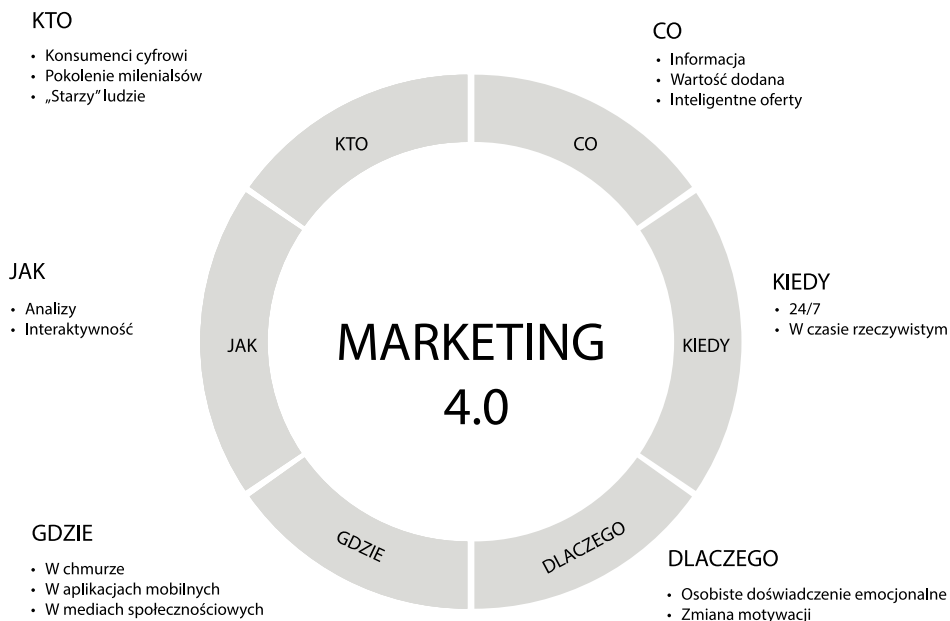 KTO
• Konsumenci cyfrowi
• Pokolenie milenialsów
• „Starzy” ludzie
CO
• Informacja
• Wartość dodana
• Inteligentne oferty
KTO
CO
JAK
• Analizy
• Interaktywność
KIEDY
• 24/7
• W czasie rzeczywistym
JAK
MARKETING
4.0
KIEDY
GDZIE
DLACZEGO
GDZIE
• W chmurze
• W aplikacjach mobilnych
• W mediach społecznościowych
DLACZEGO
• Osobiste doświadczenie emocjonalne
• Zmiana motywacji